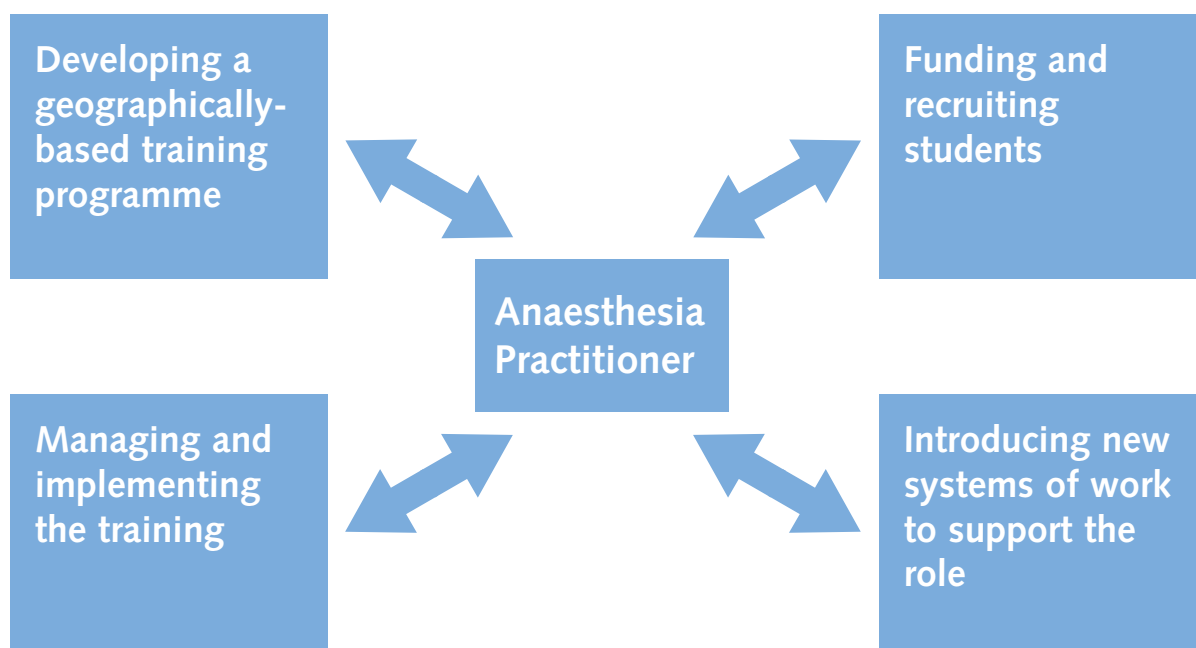 Developing a
geographically-
based training
programme
Funding and
recruiting
students
Anaesthesia
Practitioner
Managing and
implementing
the training
Introducing new
systems of work
to support the
role